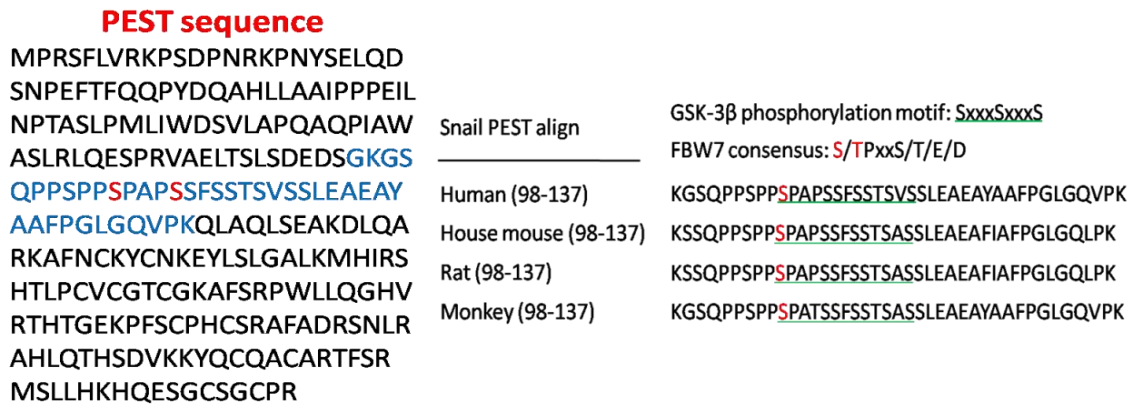 PEST sequence
MPRSFLVRKPSDPNRKPNYSELQD
SNPEFTFQQPYDQAHLLAAIPPPEIL
NPTASLPMLIWDSVLAPQAQPIAW
ASLRLQESPRVAELTSLSDEDSGKGS
QPPSPPSPAPSSFSSTSVSSLEAEAY
AAFPGLGQVPKQLAQLSEAKDLQA
RKAFNCKYCNKEYLSLGALKMHIRS
HTLPCVCGTCGKAFSRPWLLQGHV
RTHTGEKPFSCPHCSRAFADRSNLR
AHLQTHSDVKKYQCQACARTFSR
MSLLHKHQESGCSGCPR
Snail PEST align
GSK-3β phosphorylation motif: SxxxSxxxS
FBW7 consensus: S/TPxxS/T/E/D
Human (98-137) KGSQPPSPPSPAPSSFSSTSVSSLEAEAYAAFPGLGQVPK
House mouse (98-137) KSSQPPSPPSPAPSSFSSTSASSLEAEAFIAFPGLGQLPK
Rat (98-137) KSSQPPSPPSPAPSSFSSTSASSLEAEAFIAFPGLGQLPK
Monkey (98-137) KGSQPPSPPSPATSSFSSTSASSLEAEAYAAFPGLGQVPK